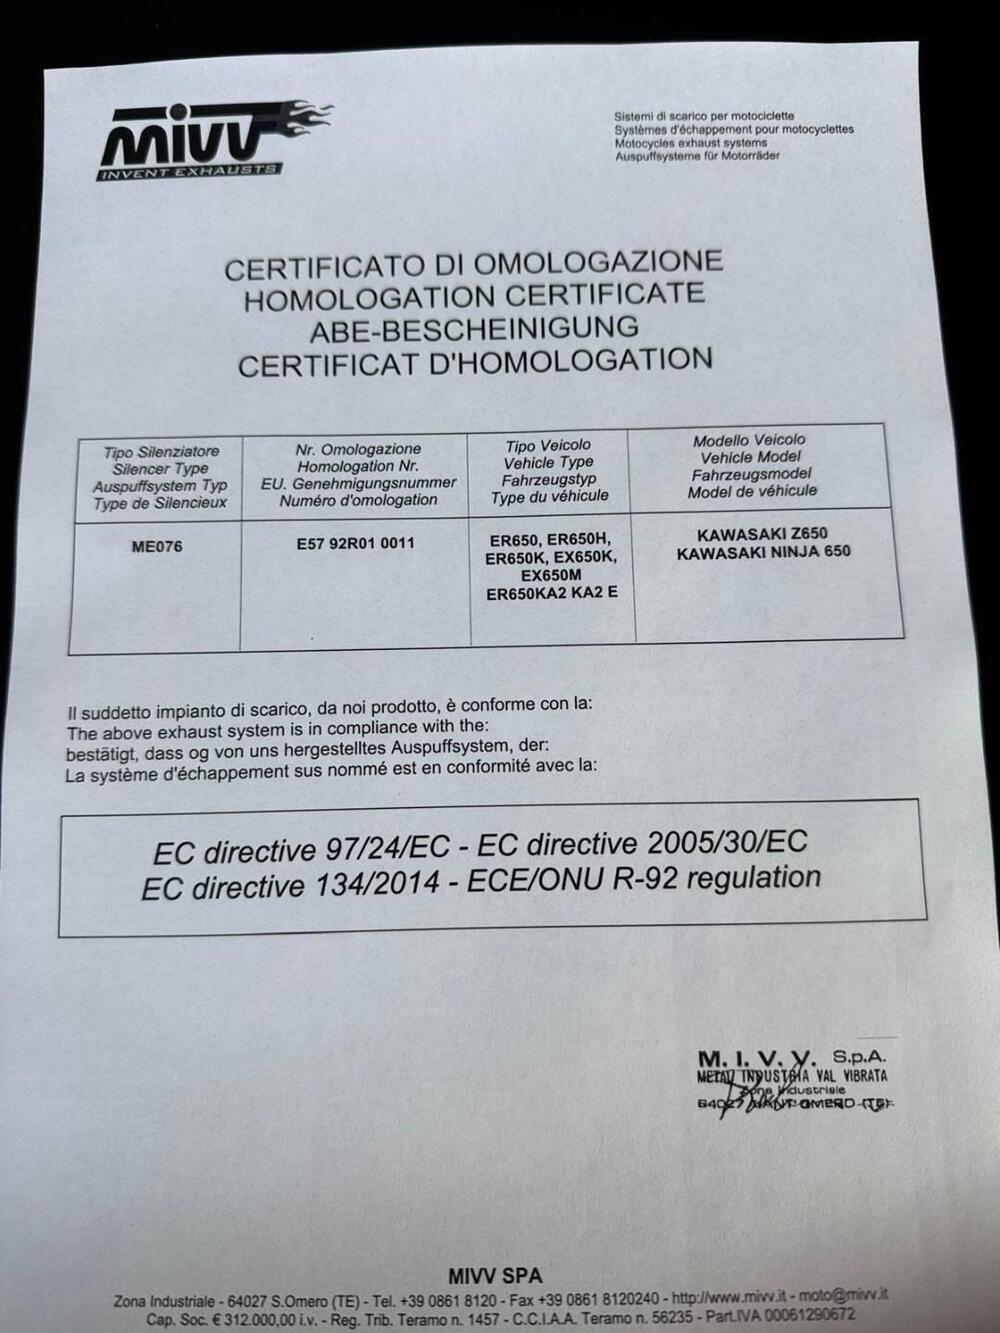 mivv
INVENT EXHAUSTS
Sistemi di scarico per motociclette
Systèmes d'échappement pour motocyclettes
Motocycles exhaust systems
Auspuffsysteme für Motorräder
CERTIFICATO DI OMOLOGAZIONE
HOMOLOGATION CERTIFICATE
ABE-BESCHEINIGUNG
CERTIFICAT D'HOMOLOGATION
Tipo Silenziatore
Silencer Type
Auspuffsystem Typ
Type de Silencieux
Nr. Omologazione
Homologation Nr.
EU. Genehmigungsnummer
Numéro d'omologation
Tipo Veicolo
Vehicle Type
Fahrzeugstyp
Type du véhicule
Modello Veicolo
Vehicle Model
Fahrzeugsmodel
Model de véhicule
ME076
E57 92R01 0011
ER650, ER650H,
ER650K, EX650K,
EX650M
ER650KA2 KA2 E
KAWASAKI Z650
KAWASAKI NINJA 650
Il suddetto impianto di scarico, da noi prodotto, è conforme con la:
The above exhaust system is in compliance with the:
bestätigt, dass og von uns hergestelltes Auspuffsystem, der:
La système d'échappement sus nommé est en conformité avec la:
EC directive 97/24/EC - EC directive 2005/30/EC
EC directive 134/2014 - ECE/ONU R-92 regulation
M. I. V. V. S.p.A.
METAL INDUSTRIA VAL VIBRATA
Zona Industriale
64027 SANT'OMERO (TE)
MIVV SPA
Zona Industriale - 64027 S.Omero (TE) - Tel. +39 0861 8120 - Fax +39 0861 8120240 - http://www.mivv.it - moto@mivv.it
Cap. Soc. € 312.000,00 i.v. - Reg. Trib. Teramo n. 1457 - C.C.I.A.A. Teramo n. 56235 - Part.IVA 00061290672